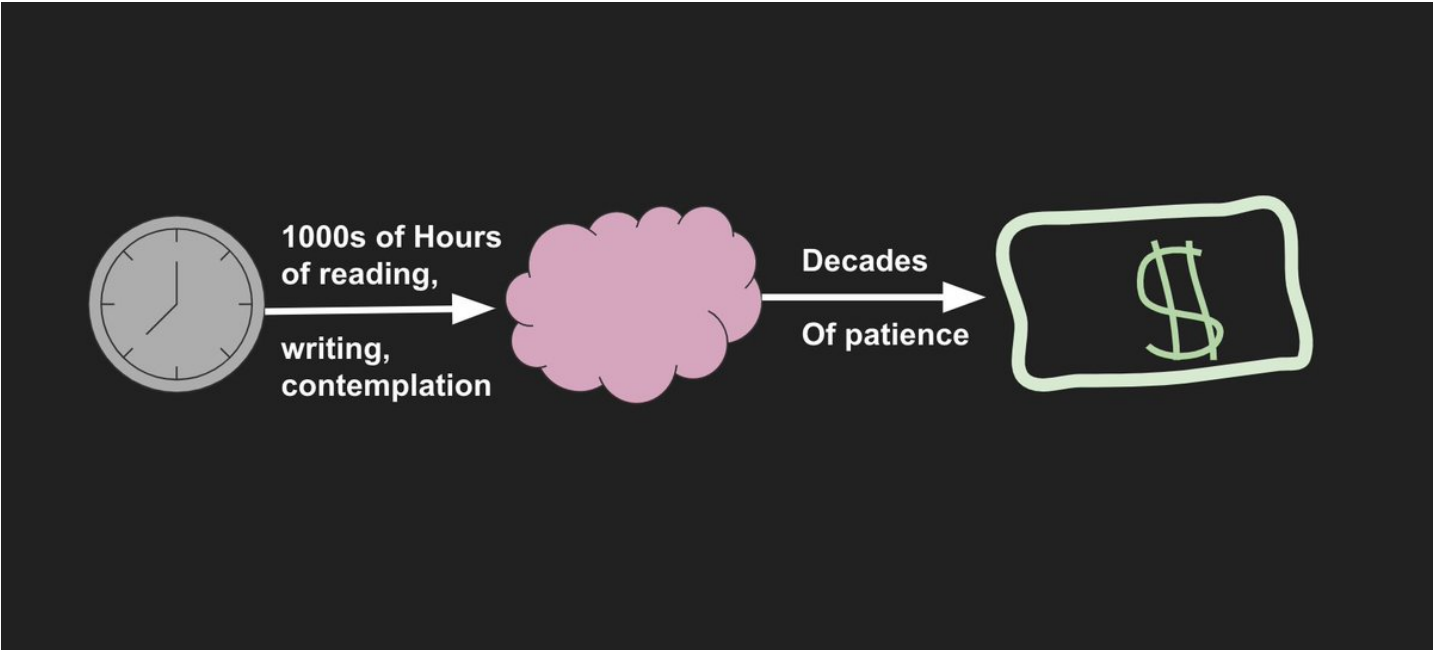 1000s of Hours
of reading,
writing,
contemplation
Decades
Of patience
$